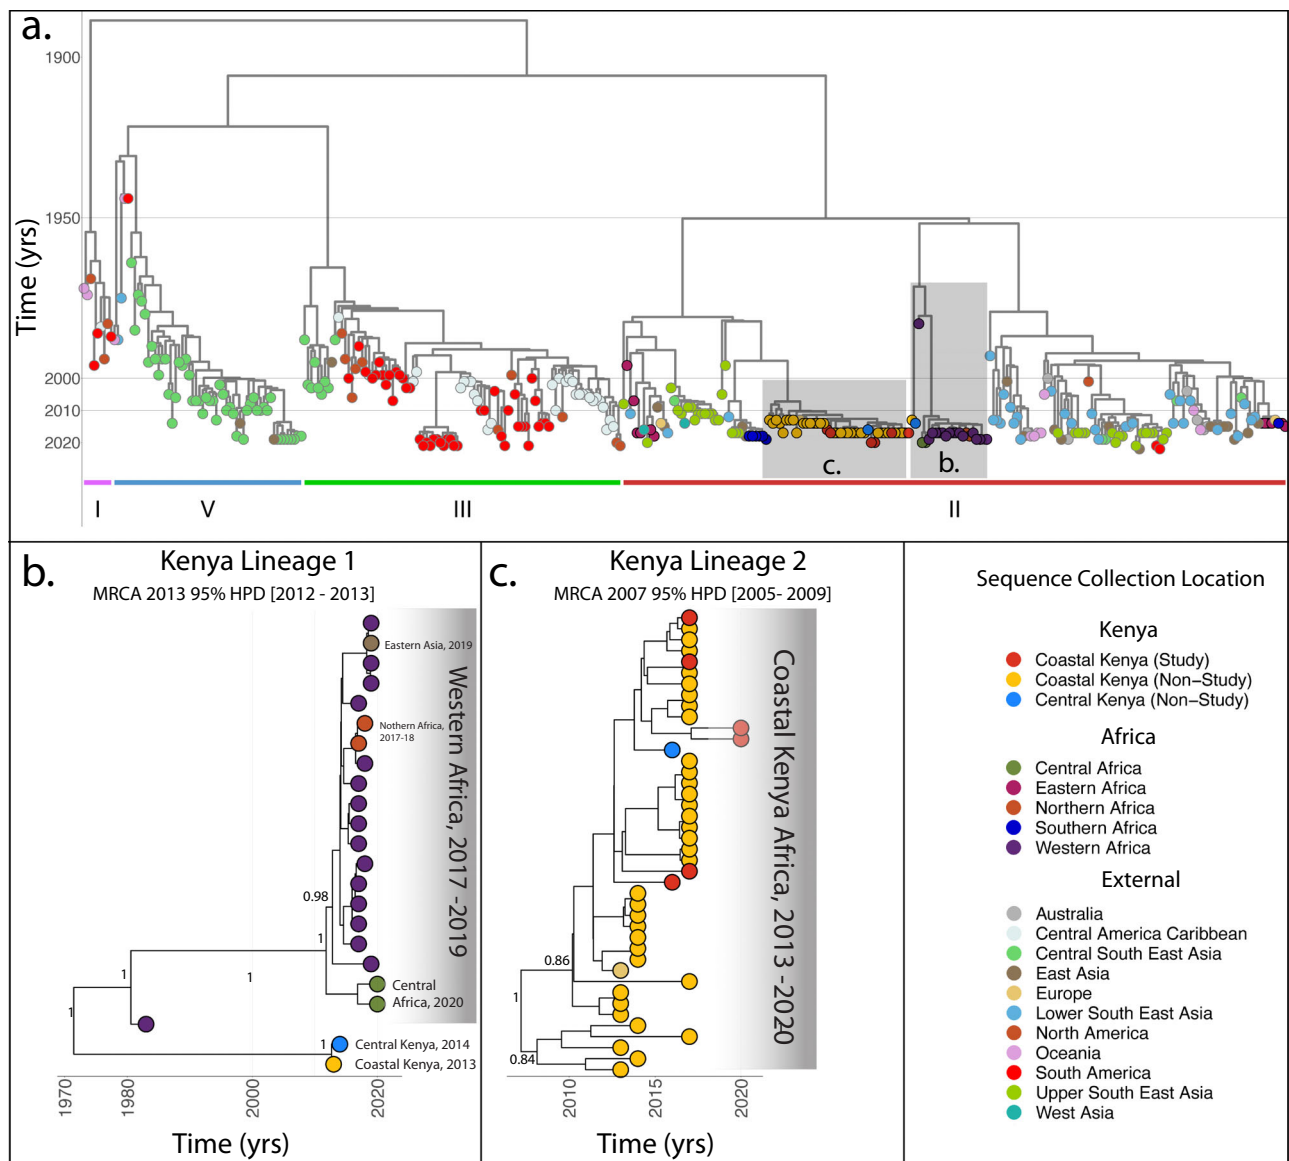 a.
Time (yrs)
1900
1950
2000
2010
2020
c.
b.
I
V
III
II
b.
Kenya Lineage 1
MRCA 2013 95% HPD [2012 - 2013]
Eastern Asia, 2019
Nothern Africa,
2017-18
Western Africa, 2017 -2019
0.98
1
1
1
1
1
Central
Africa, 2020
Central Kenya, 2014
Coastal Kenya, 2013
1970
1980
2000
2020
Time (yrs)
c.
Kenya Lineage 2
MRCA 2007 95% HPD [2005- 2009]
Coastal Kenya Africa, 2013 -2020
0.86
1
0.84
2010
2015
2020
Time (yrs)
Sequence Collection Location
Kenya
Coastal Kenya (Study)
Coastal Kenya (Non−Study)
Central Kenya (Non−Study)
Africa
Central Africa
Eastern Africa
Northern Africa
Southern Africa
Western Africa
External
Australia
Central America Caribbean
Central South East Asia
East Asia
Europe
Lower South East Asia
North America
Oceania
South America
Upper South East Asia
West Asia